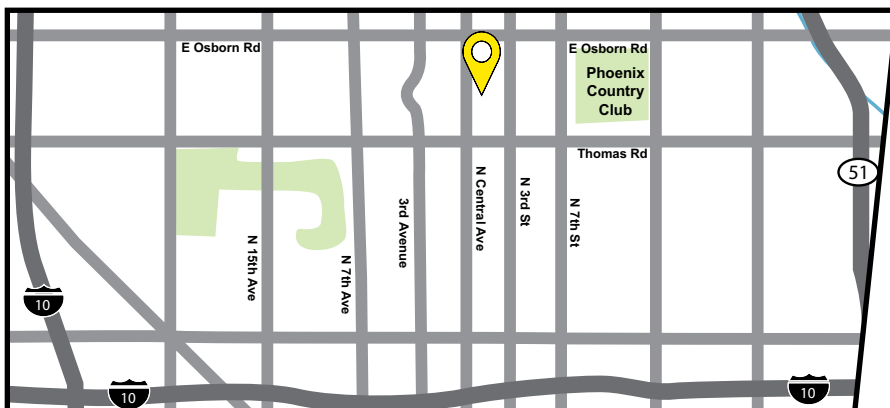 E Osborn Rd
E Osborn Rd
Phoenix
Country
Club
Thomas Rd
51
N 15th Ave
N 7th Ave
3rd Avenue
N Central Ave
N 3rd St
N 7th St
10
10
10